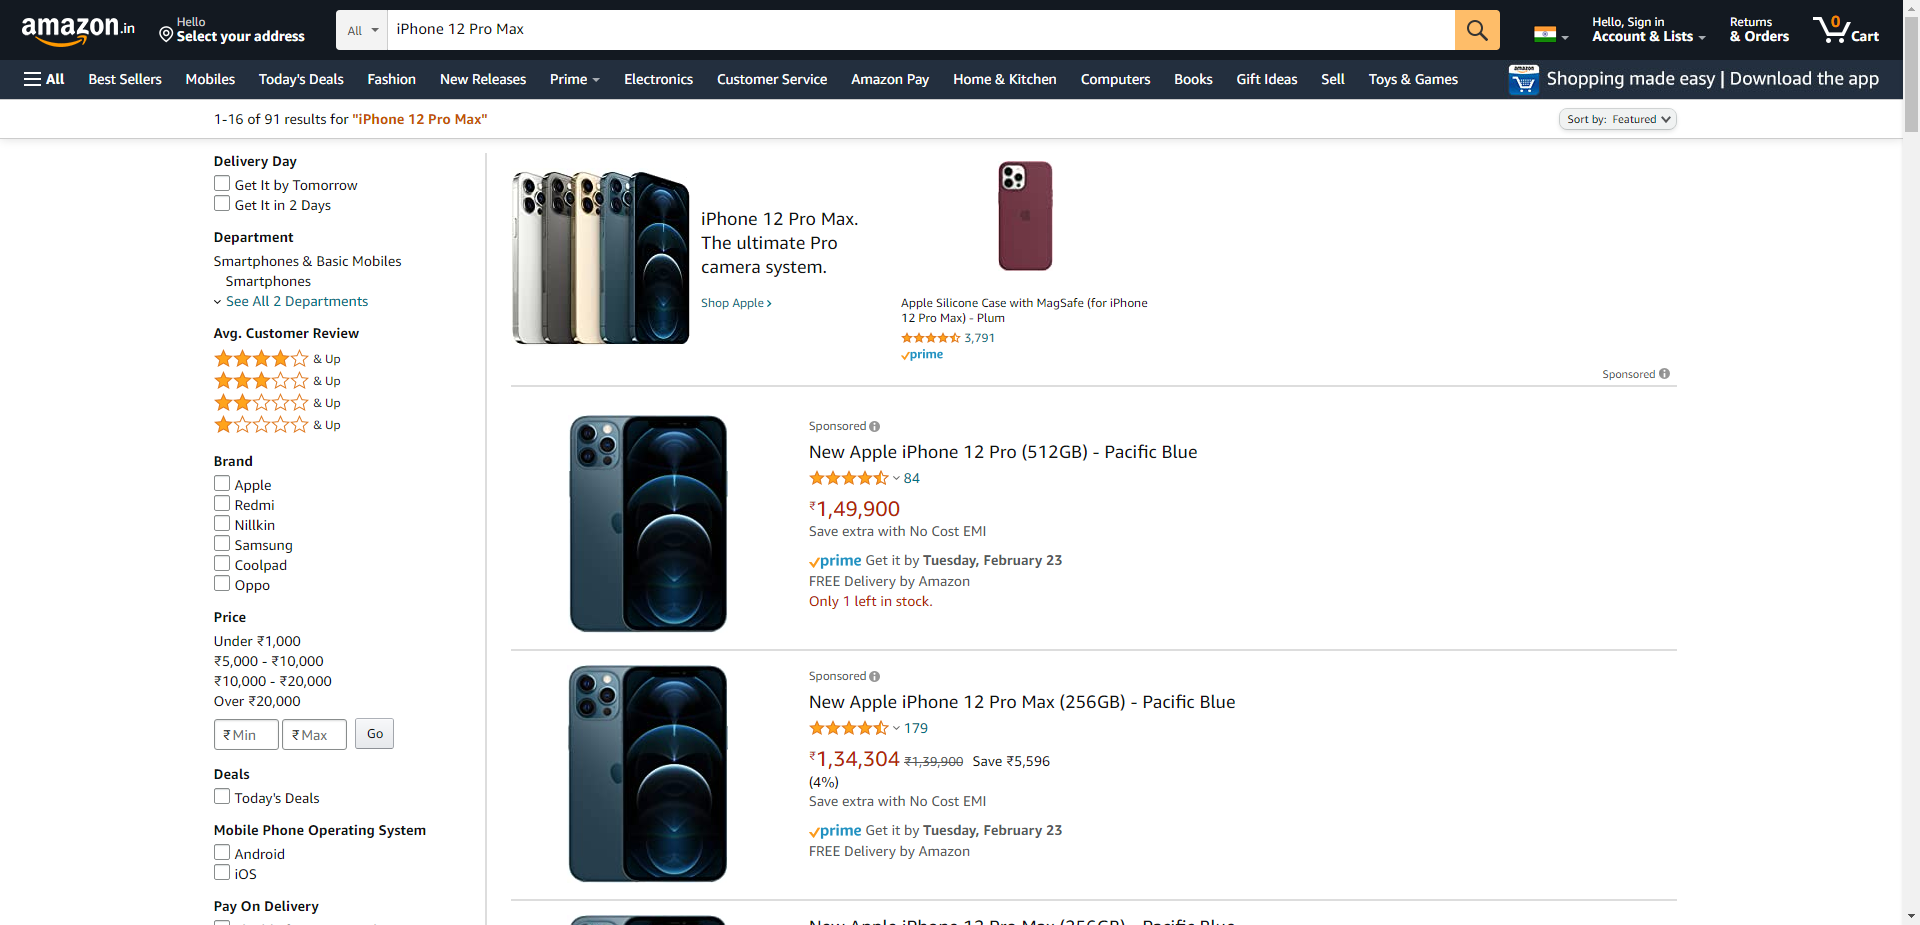 amazon.in
Hello
Select your address
All
iPhone 12 Pro Max
Hello, Sign in
Account & Lists
Returns
& Orders
0
Cart
All
Best Sellers
Mobiles
Today's Deals
Fashion
New Releases
Prime
Electronics
Customer Service
Amazon Pay
Home & Kitchen
Computers
Books
Gift Ideas
Sell
Toys & Games
amazon
Shopping made easy | Download the app
1-16 of 91 results for "iPhone 12 Pro Max"
Sort by: Featured
Delivery Day
Get It by Tomorrow
Get It in 2 Days
Department
Smartphones & Basic Mobiles
Smartphones
See All 2 Departments
Avg. Customer Review
& Up
& Up
& Up
& Up
Brand
Apple
Redmi
Nillkin
Samsung
Coolpad
Oppo
Price
Under ₹1,000
₹5,000 - ₹10,000
₹10,000 - ₹20,000
Over ₹20,000
₹ Min
₹ Max
Go
Deals
Today's Deals
Mobile Phone Operating System
Android
iOS
Pay On Delivery
iPhone 12 Pro Max.
The ultimate Pro
camera system.
Shop Apple ›
Apple Silicone Case with MagSafe (for iPhone
12 Pro Max) - Plum
3,791
prime
Sponsored
Sponsored
New Apple iPhone 12 Pro (512GB) - Pacific Blue
84
₹1,49,900
Save extra with No Cost EMI
prime Get it by Tuesday, February 23
FREE Delivery by Amazon
Only 1 left in stock.
Sponsored
New Apple iPhone 12 Pro Max (256GB) - Pacific Blue
179
₹1,34,304 ₹1,39,900 Save ₹5,596
(4%)
Save extra with No Cost EMI
prime Get it by Tuesday, February 23
FREE Delivery by Amazon
New Apple iPhone 12 Pro Max (256GB) - Pacific Blue